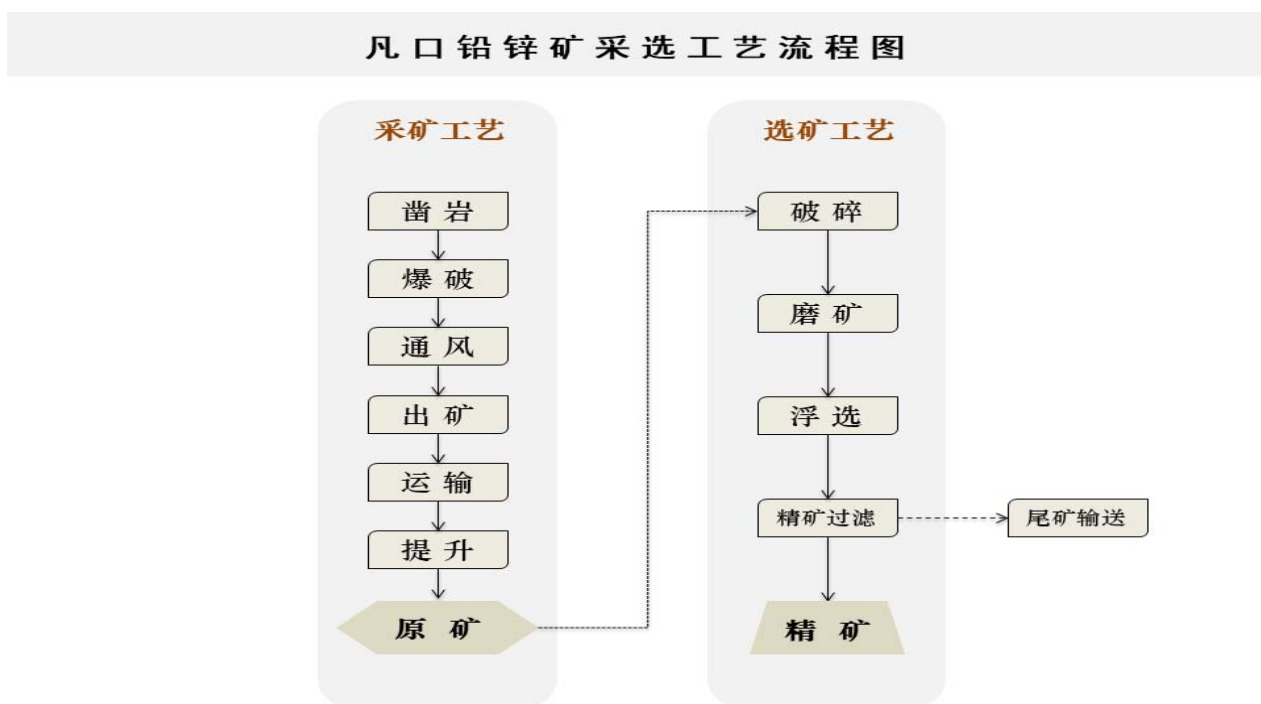 凡口铅锌矿采选工艺流程图
采矿工艺
凿岩
爆破
通风
出矿
运输
提升
原矿
选矿工艺
破碎
磨矿
浮选
精矿过滤
尾矿输送
精矿